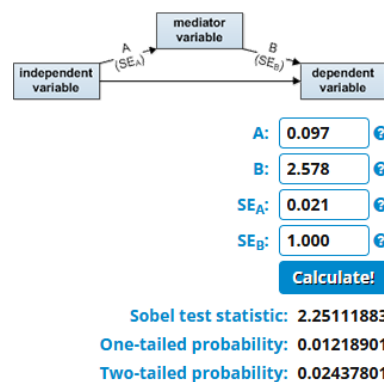 mediator
variable
A
(SEA)
B
(SEB)
independent
variable
dependent
variable
A: 0.097
B: 2.578
SEA: 0.021
SEB: 1.000
Calculate!
Sobel test statistic: 2.25111883
One-tailed probability: 0.01218901
Two-tailed probability: 0.02437801